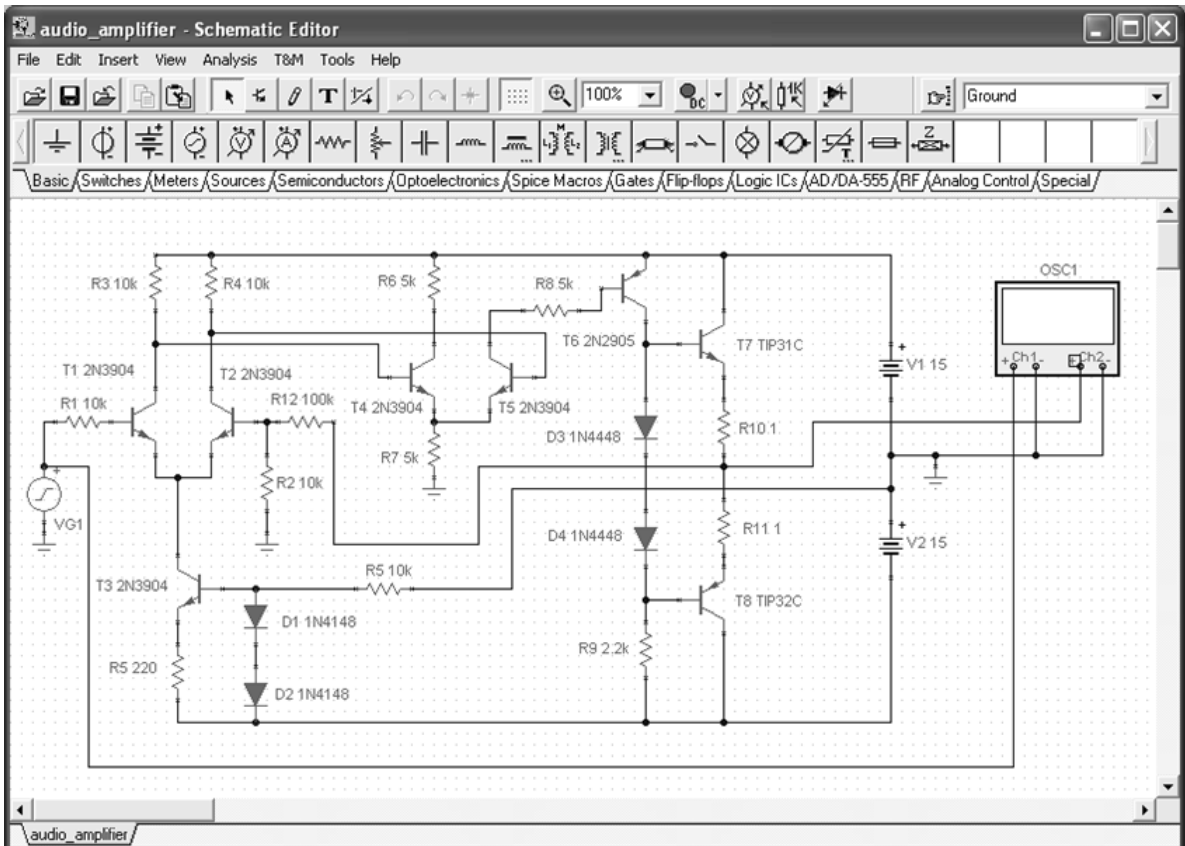 audio_amplifier - Schematic Editor
File Edit Insert View Analysis T&M Tools Help
T 100% DC 1K Ground
V A M L1 L2 T Z
Basic Switches Meters Sources Semiconductors Optoelectronics Spice Macros Gates Flip-flops Logic ICs AD/DA-555 RF Analog Control Special
OSC1
R3 10k R4 10k R6 5k R8 5k
T6 2N2905 T7 TIP31C
+ Ch1 - + Ch2 -
+
V1 15
T1 2N3904 T2 2N3904
R1 10k R12 100k T4 2N3904 T5 2N3904
R10 1
D3 1N4448
R7 5k
+
R2 10k
VG1
R11 1
+
D4 1N4448
V2 15
R5 10k
T3 2N3904
T8 TIP32C
D1 1N4148
R9 2.2k
R5 220
D2 1N4148
audio_amplifier